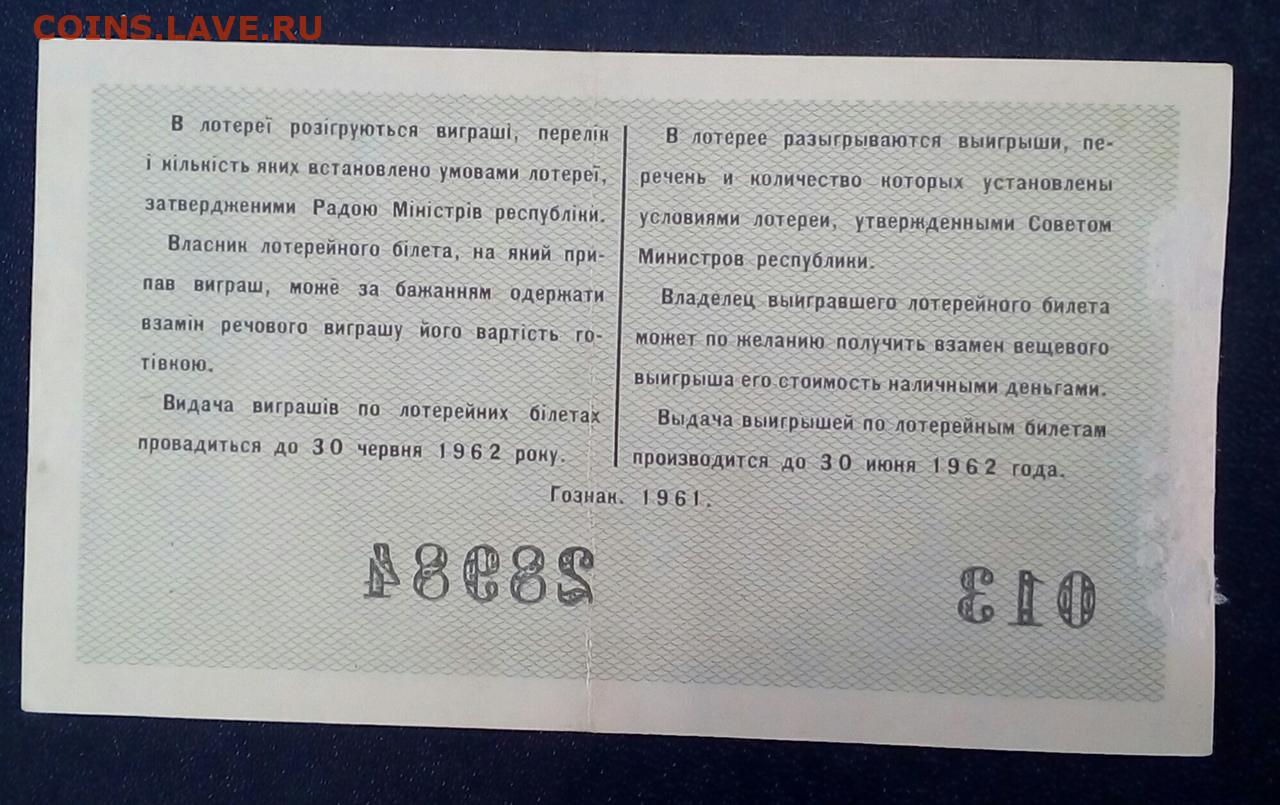 COINS.LAVE.RU
В лотереї розігруються виграші, перелік
і кількість яких встановлено умовами лотереї,
затвердженими Радою Міністрів республіки.
Власник лотерейного білета, на який при-
пав виграш, може за бажанням одержати
взамін речового виграшу його вартість го-
тівкою.
Видача виграшів по лотерейних білетах
провадиться до 30 червня 1962 року.
В лотерее разыгрываются выигрыши, пе-
речень и количество которых установлены
условиями лотереи, утвержденными Советом
Министров республики.
Владелец выигравшего лотерейного билета
может по желанию получить взамен вещевого
выигрыша его стоимость наличными деньгами.
Выдача выигрышей по лотерейным билетам
производится до 30 июня 1962 года.
Гознак. 1961.
28984
013